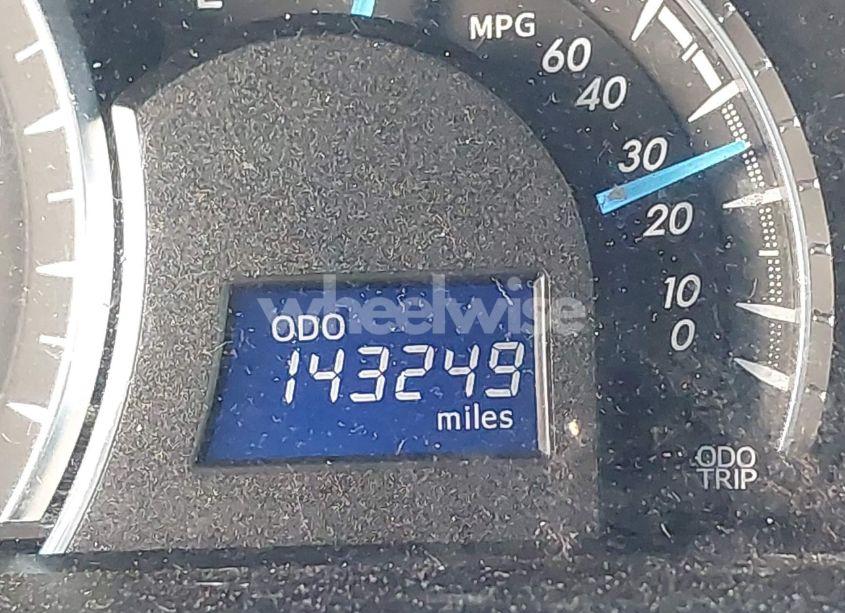 E
MPG
60
40
30
20
10
0
wheelwise
ODO
143249
miles
ODO
TRIP